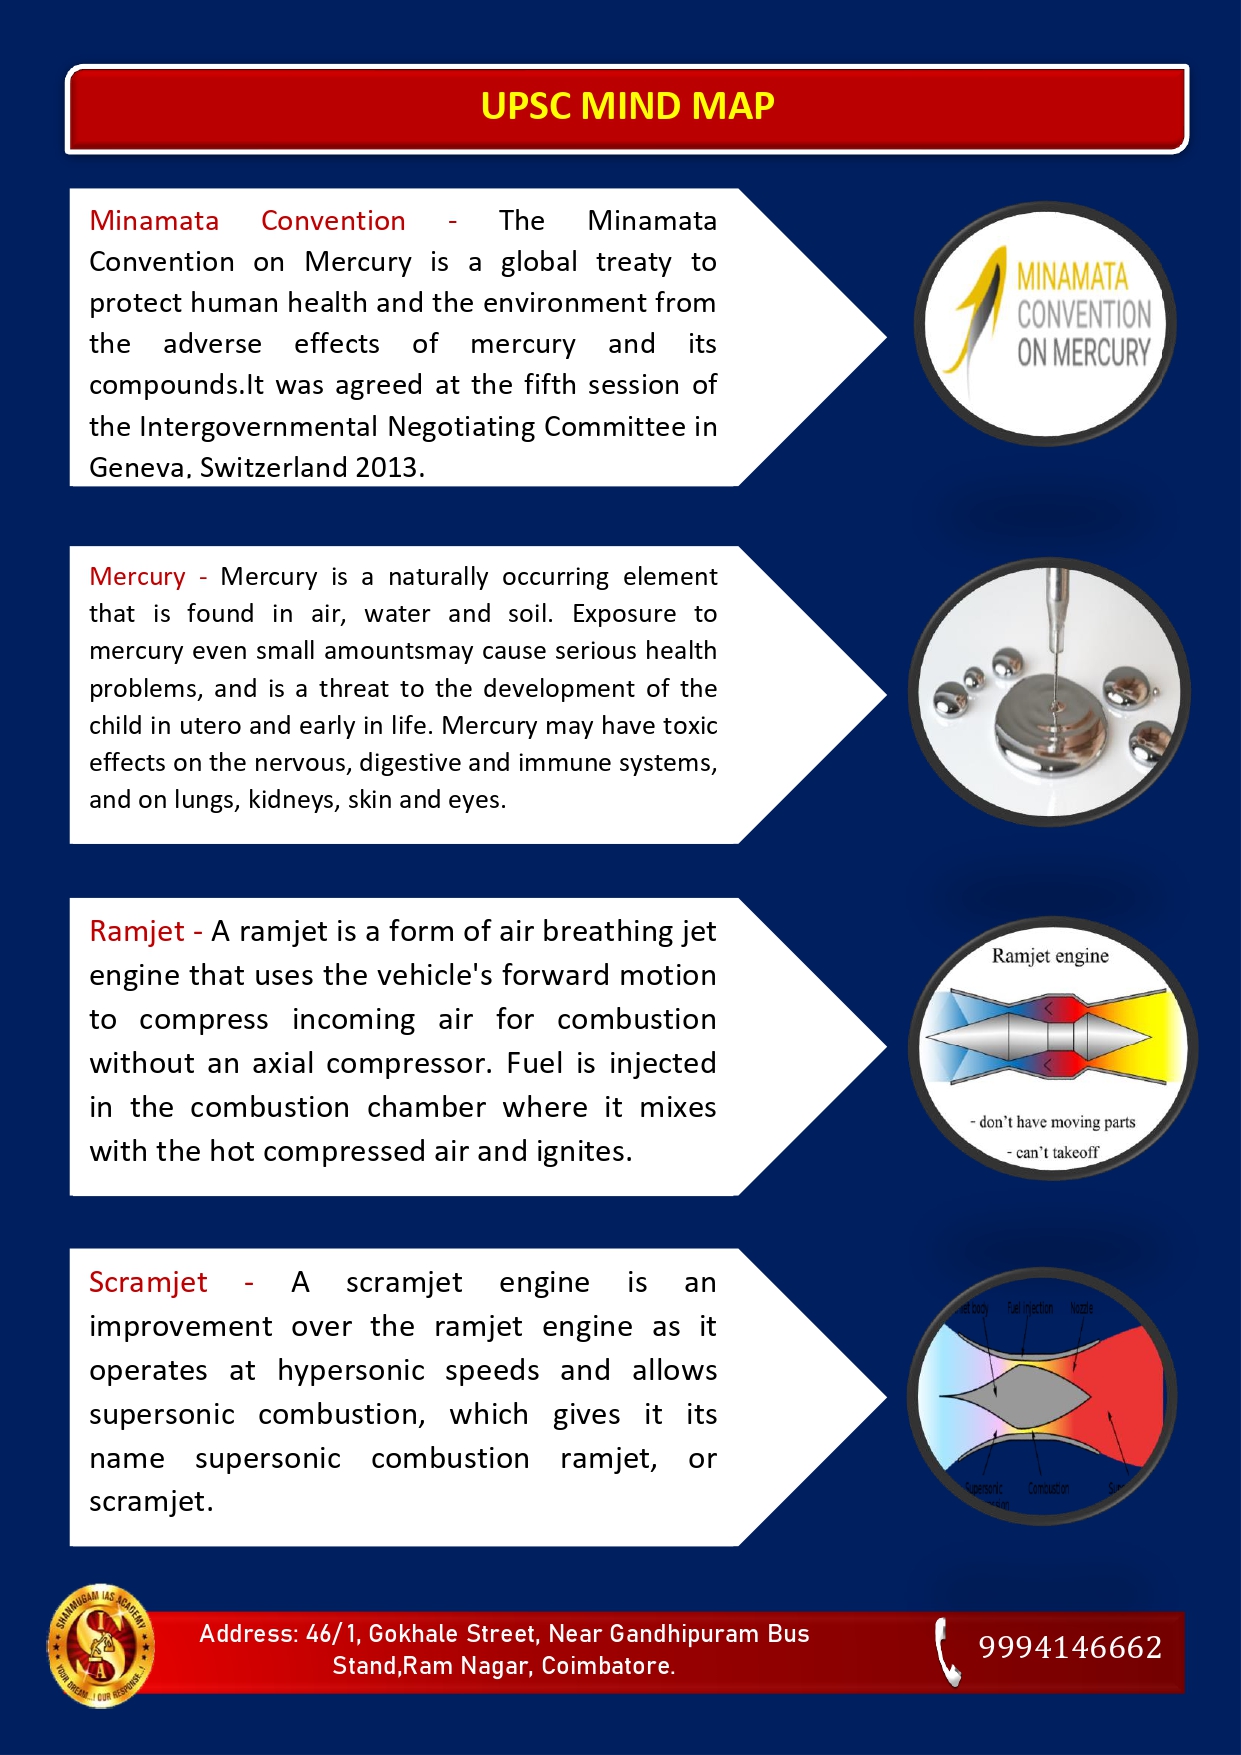 UPSC MIND MAP
Minamata Convention - The Minamata
Convention on Mercury is a global treaty to
protect human health and the environment from
the adverse effects of mercury and its
compounds.It was agreed at the fifth session of
the Intergovernmental Negotiating Committee in
Geneva, Switzerland 2013.
MINAMATA
CONVENTION
ON MERCURY
Mercury - Mercury is a naturally occurring element
that is found in air, water and soil. Exposure to
mercury even small amountsmay cause serious health
problems, and is a threat to the development of the
child in utero and early in life. Mercury may have toxic
effects on the nervous, digestive and immune systems,
and on lungs, kidneys, skin and eyes.
Ramjet - A ramjet is a form of air breathing jet
engine that uses the vehicle's forward motion
to compress incoming air for combustion
without an axial compressor. Fuel is injected
in the combustion chamber where it mixes
with the hot compressed air and ignites.
Ramjet engine
- don't have moving parts
- can't takeoff
Scramjet - A scramjet engine is an
improvement over the ramjet engine as it
operates at hypersonic speeds and allows
supersonic combustion, which gives it its
name supersonic combustion ramjet, or
scramjet.
body Fuel injection Nozzle
Supersonic Combustion
SHANMUGAM IAS ACADEMY
SIA
YOUR DREAM...! OUR RESPONSE...!
Address: 46/1, Gokhale Street, Near Gandhipuram Bus
Stand,Ram Nagar, Coimbatore.
9994146662